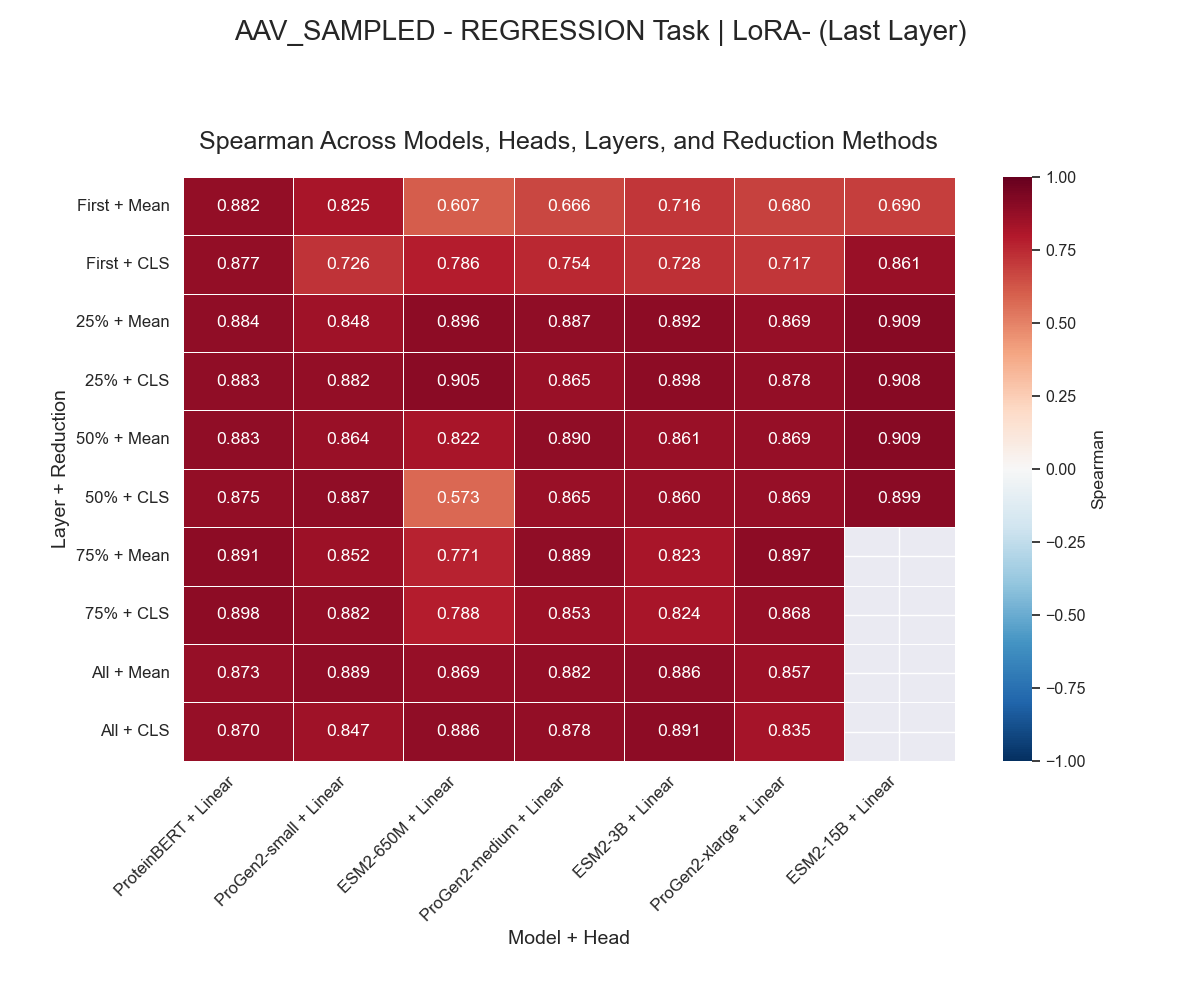 AAV_SAMPLED - REGRESSION Task | LoRA- (Last Layer)
Spearman Across Models, Heads, Layers, and Reduction Methods
Layer + Reduction
First + Mean 0.882 0.825 0.607 0.666 0.716 0.680 0.690
First + CLS 0.877 0.726 0.786 0.754 0.728 0.717 0.861
25% + Mean 0.884 0.848 0.896 0.887 0.892 0.869 0.909
25% + CLS 0.883 0.882 0.905 0.865 0.898 0.878 0.908
50% + Mean 0.883 0.864 0.822 0.890 0.861 0.869 0.909
50% + CLS 0.875 0.887 0.573 0.865 0.860 0.869 0.899
75% + Mean 0.891 0.852 0.771 0.889 0.823 0.897
75% + CLS 0.898 0.882 0.788 0.853 0.824 0.868
All + Mean 0.873 0.889 0.869 0.882 0.886 0.857
All + CLS 0.870 0.847 0.886 0.878 0.891 0.835
ProteinBERT + Linear
ProGen2-small + Linear
ESM2-650M + Linear
ProGen2-medium + Linear
ESM2-3B + Linear
ProGen2-xlarge + Linear
ESM2-15B + Linear
Model + Head
1.00
0.75
0.50
0.25
0.00
−0.25
−0.50
−0.75
−1.00
Spearman